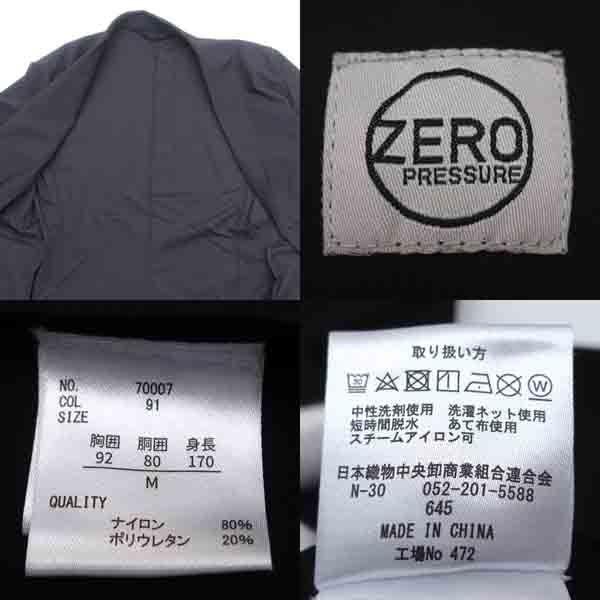 ZERO
PRESSURE
NO. 70007
COL 91
SIZE
胸囲 胴囲 身長
92 80 170
M
QUALITY
ナイロン 80%
ポリウレタン 20%
取り扱い方
中性洗剤使用 洗濯ネット使用
短時間脱水 あて布使用
スチームアイロン可
日本織物中央卸商業組合連合会
N-30 052-201-5588
645
MADE IN CHINA
工場No 472